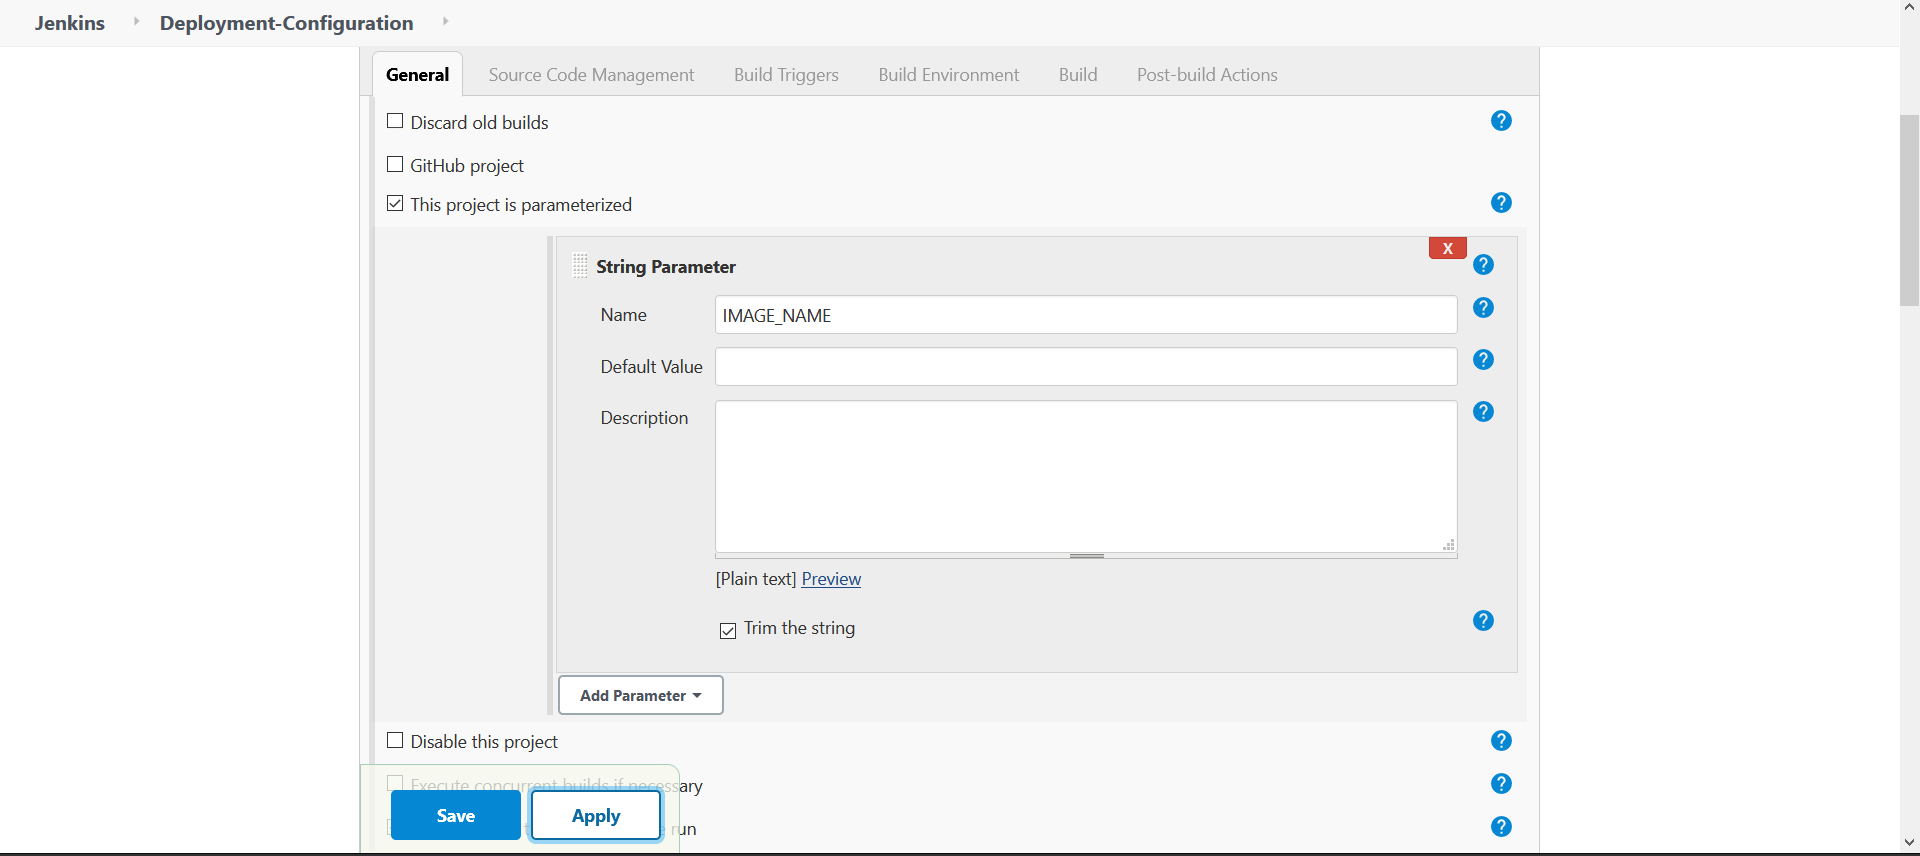 Jenkins Deployment-Configuration
General Source Code Management Build Triggers Build Environment Build Post-build Actions
Discard old builds
GitHub project
This project is parameterized
X
String Parameter
Name IMAGE_NAME
Default Value
Description
[Plain text] Preview
Trim the string
Add Parameter
Disable this project
Execute concurrent builds if necessary
Save Apply run